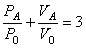 P_A/P_0 + V_A/V_0 = 3